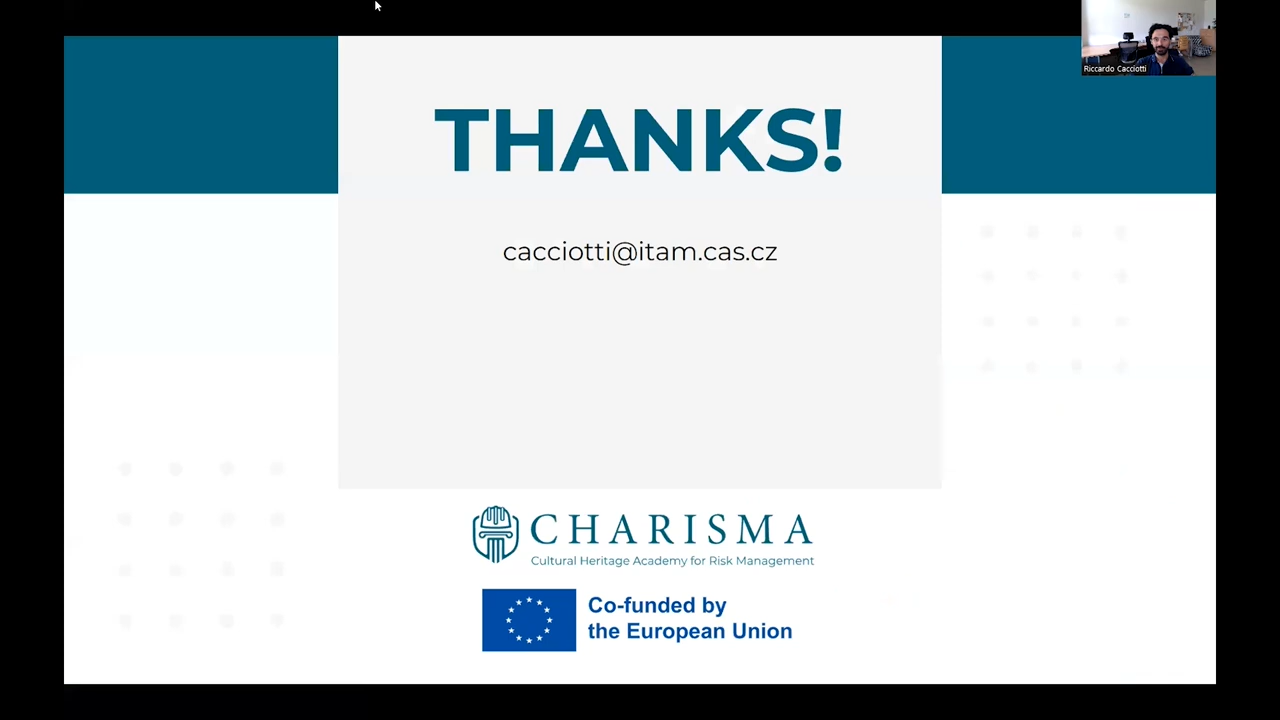 Riccardo Cacciotti
THANKS!
cacciotti@itam.cas.cz
CHARISMA
Cultural Heritage Academy for Risk Management
Co-funded by
the European Union